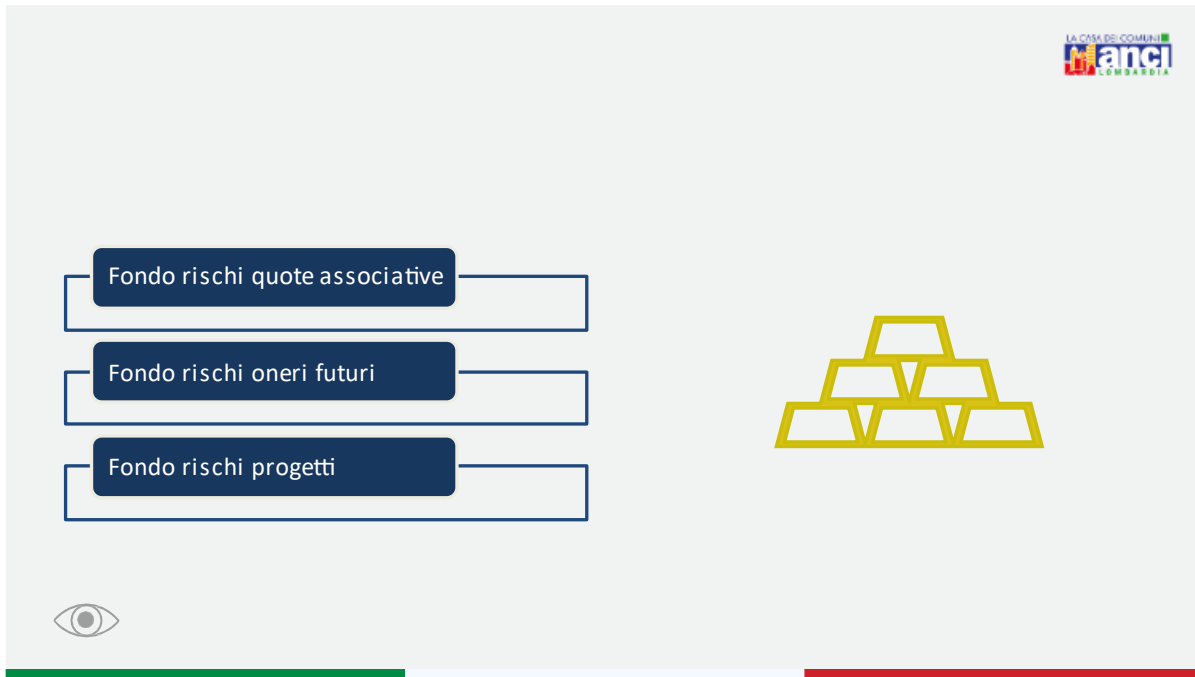 LA CASA DEI COMUNI
anci
LOMBARDIA
Fondo rischi quote associative
Fondo rischi oneri futuri
Fondo rischi progetti